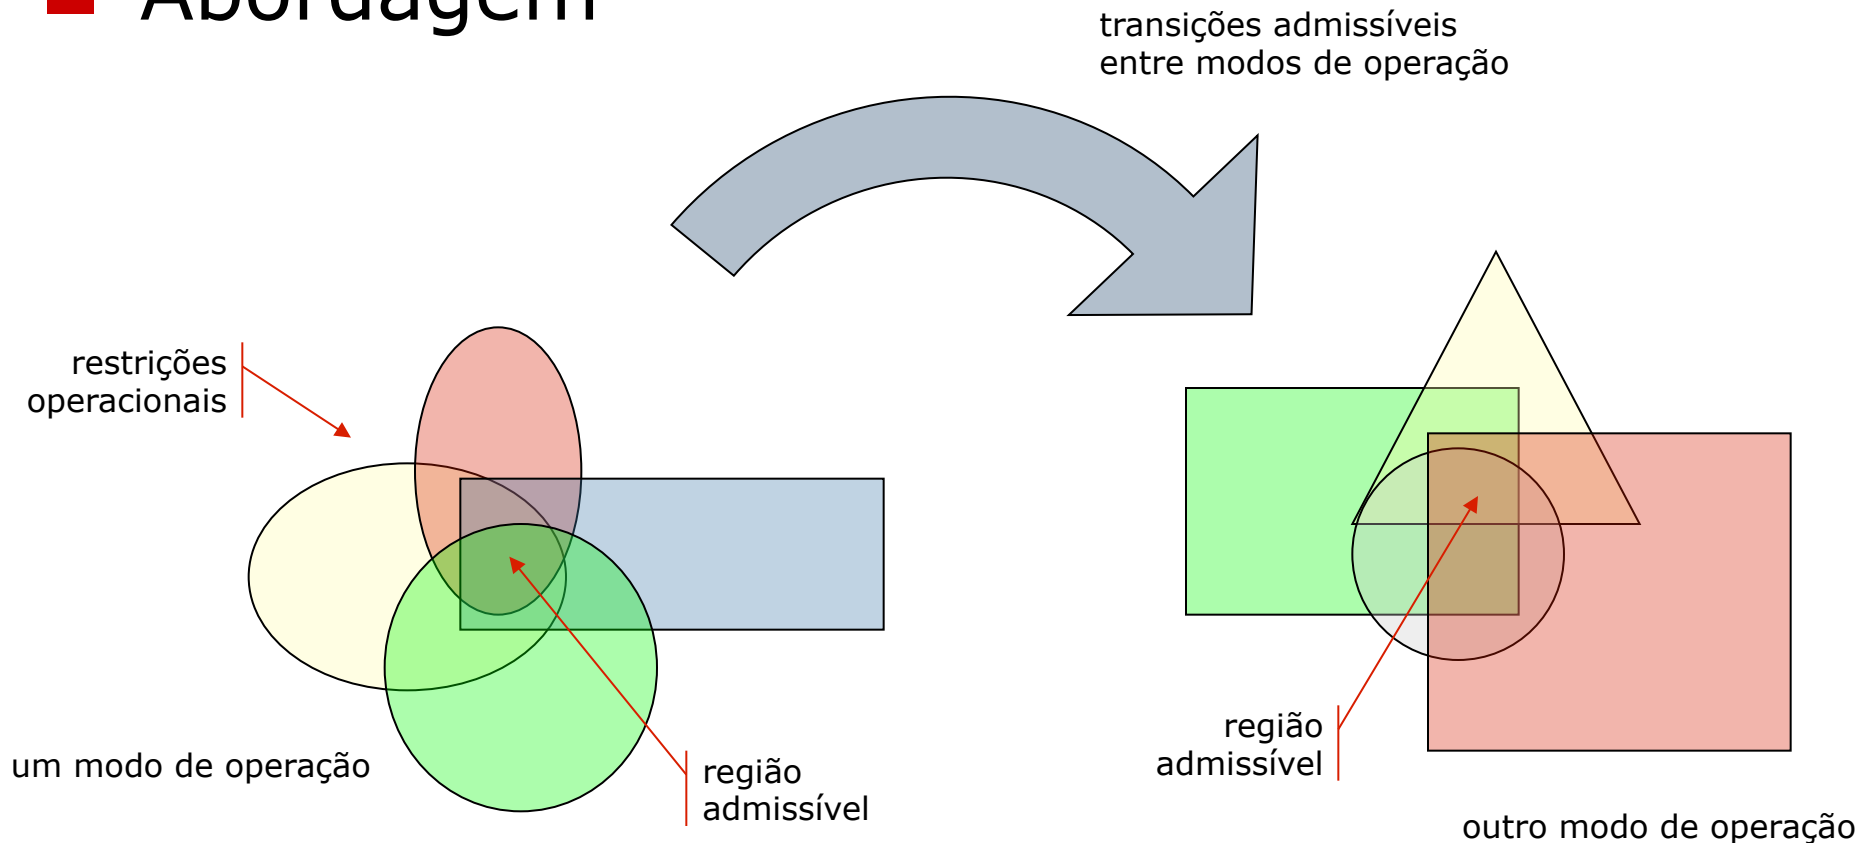 Abordagem
transições admissíveis
entre modos de operação
restrições
operacionais
um modo de operação
região
admissível
região
admissível
outro modo de operação